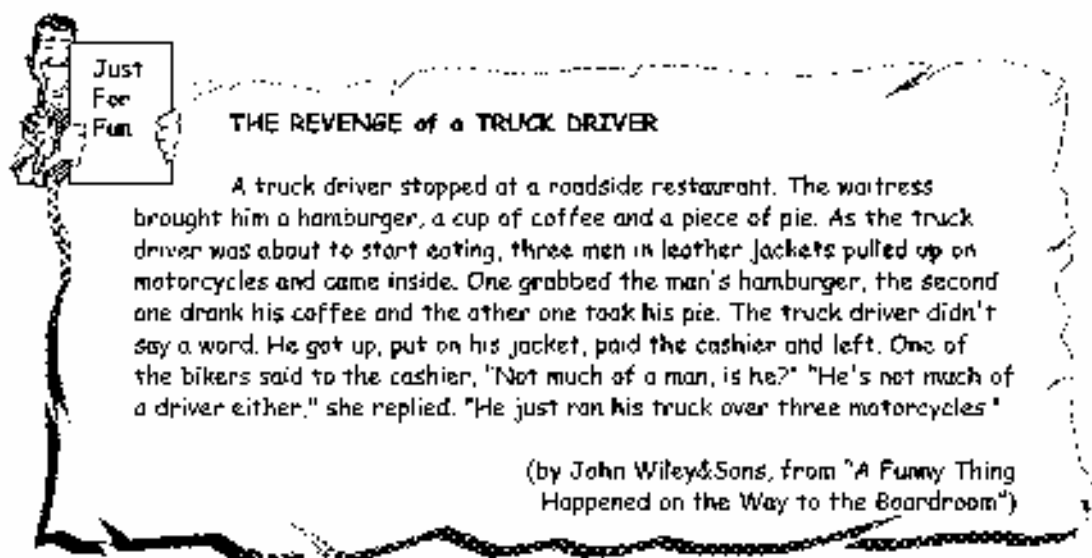 Just
For
Fun
THE REVENGE of a TRUCK DRIVER
A truck driver stopped at a roadside restaurant. The waitress
brought him a hamburger, a cup of coffee and a piece of pie. As the truck
driver was about to start eating, three men in leather jackets pulled up on
motorcycles and came inside. One grabbed the man's hamburger, the second
one drank his coffee and the other one took his pie. The truck driver didn't
say a word. He got up, put on his jacket, paid the cashier and left. One of
the bikers said to the cashier, "Not much of a man, is he?" "He's not much of
a driver either," she replied. "He just ran his truck over three motorcycles "
(by John Wiley&Sons, from "A Funny Thing
Happened on the Way to the Boardroom")